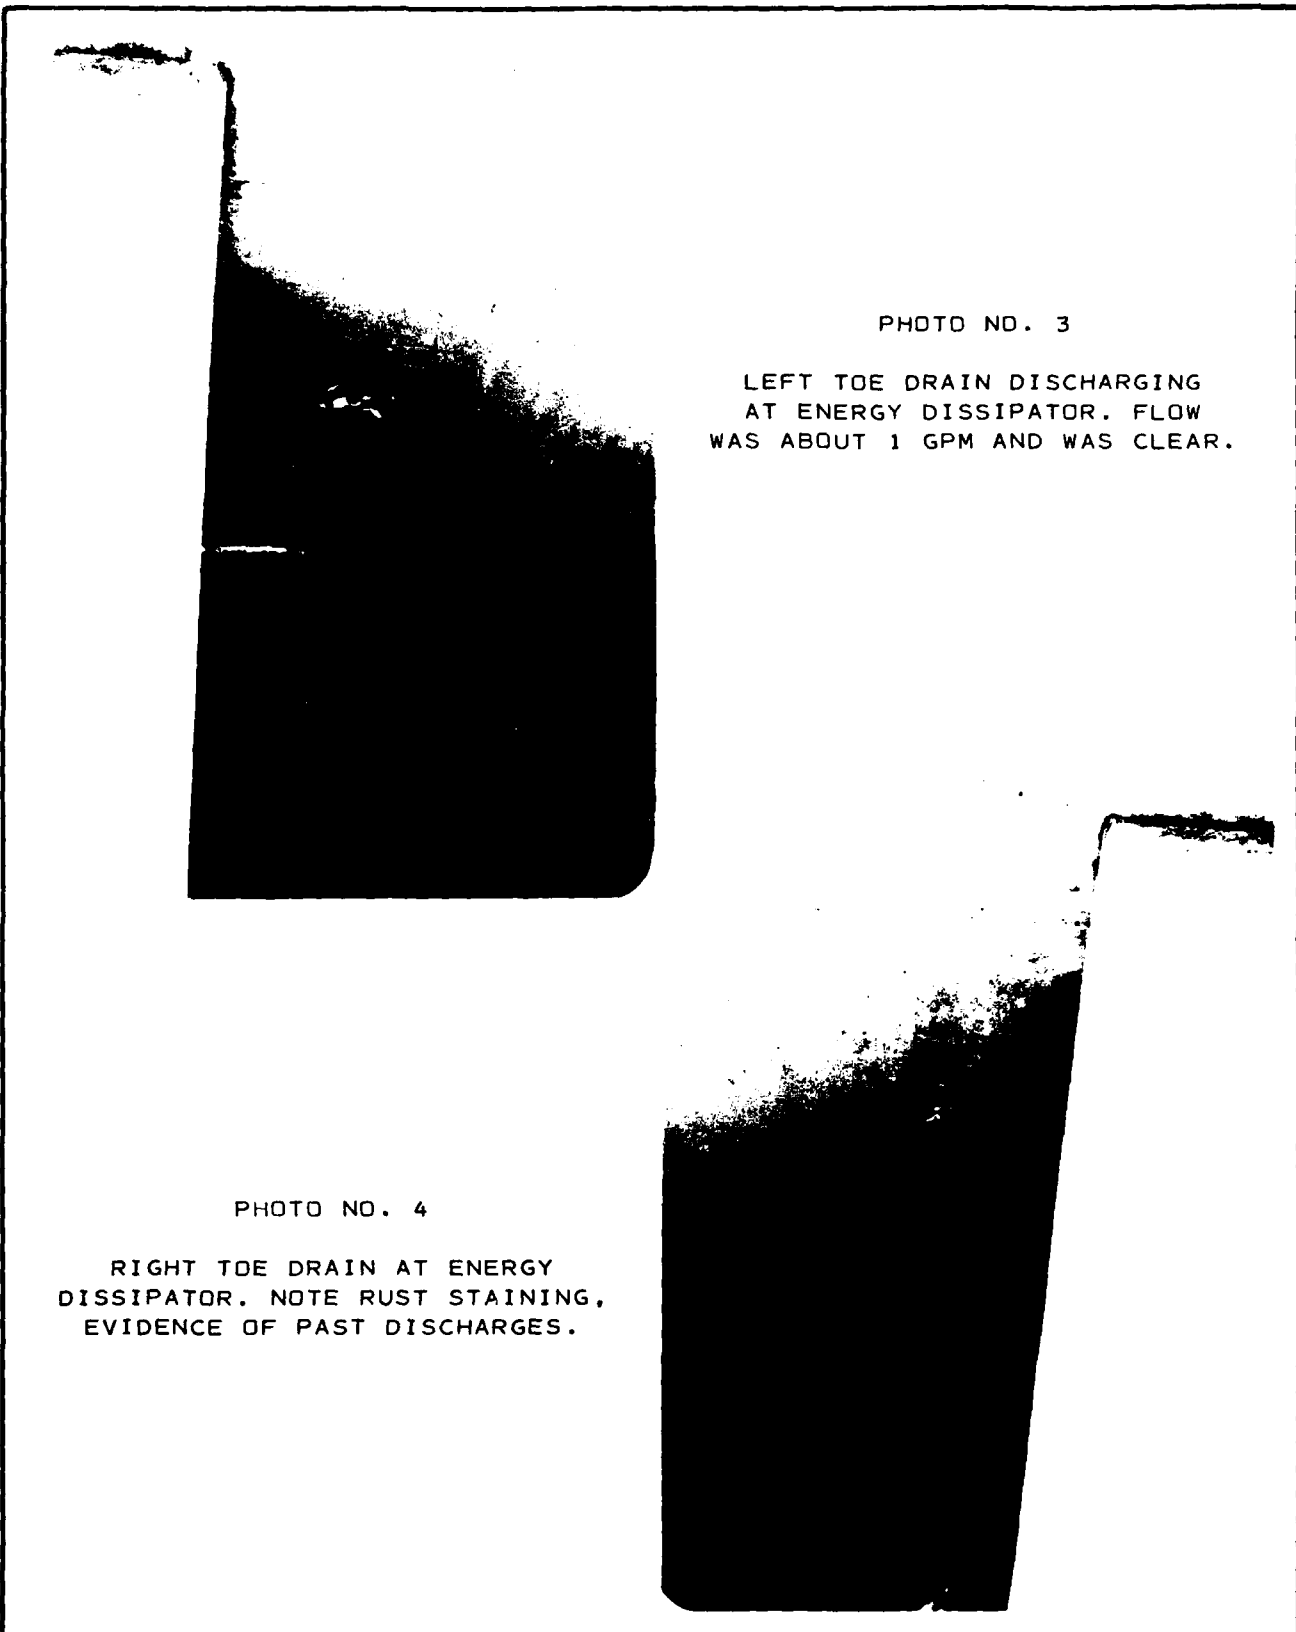 PHOTO NO. 3
LEFT TOE DRAIN DISCHARGING
AT ENERGY DISSIPATOR. FLOW
WAS ABOUT 1 GPM AND WAS CLEAR.
PHOTO NO. 4
RIGHT TOE DRAIN AT ENERGY
DISSIPATOR. NOTE RUST STAINING,
EVIDENCE OF PAST DISCHARGES.